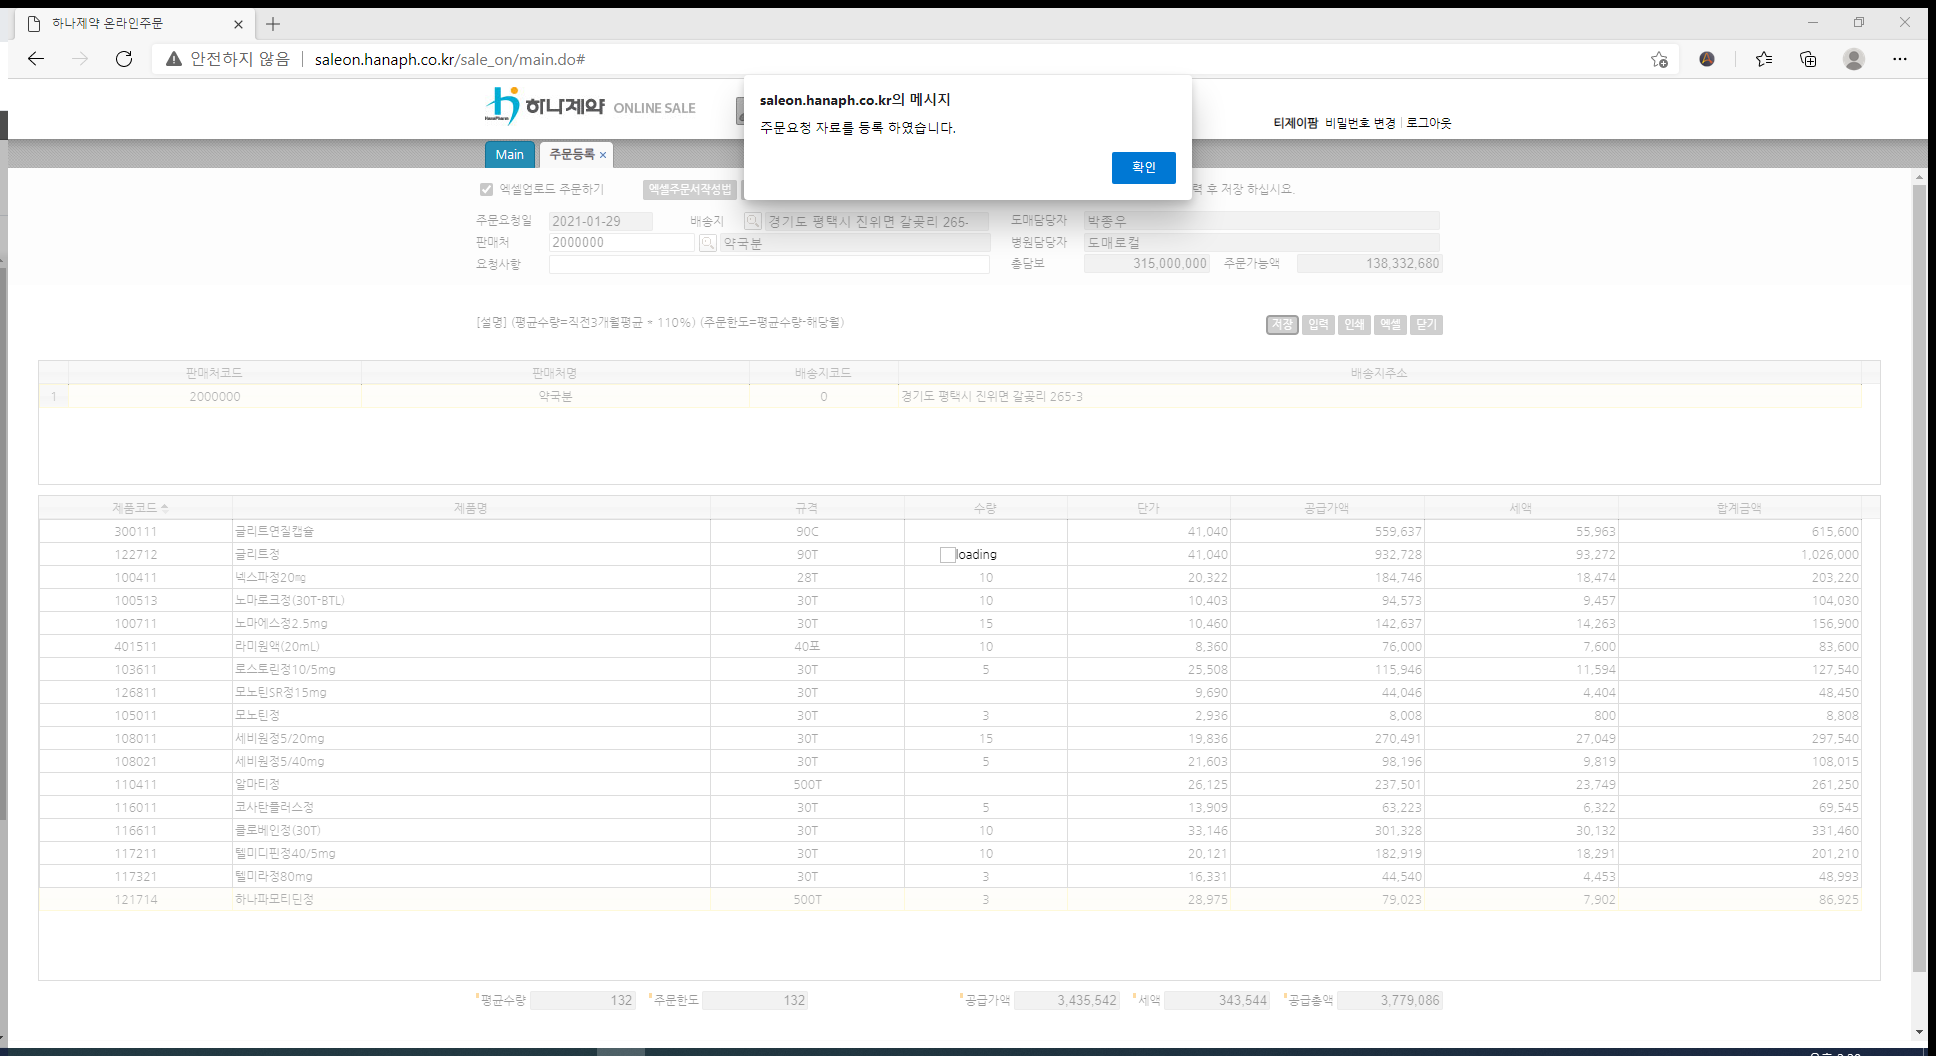 하나제약 온라인주문
안전하지 않음 saleon.hanaph.co.kr/sale_on/main.do#
saleon.hanaph.co.kr의 메시지
주문요청 자료를 등록 하였습니다.
확인
HanaPharm 하나제약 ONLINE SALE
티제이팜 비밀번호 변경 로그아웃
Main 주문등록
엑셀업로드 주문하기 엑셀주문서작성법 력 후 저장 하십시요.
주문요청일 2021-01-29 배송지 경기도 평택시 진위면 갈곶리 265- 도매담당자 박종우
판매처 2000000 약국분 병원담당자 도매로컬
요청사항 총담보 315,000,000 주문가능액 138,332,680
[설명] (평균수량=직전3개월평균 * 110%) (주문한도=평균수량-해당월) 저장 입력 인쇄 엑셀 닫기
판매처코드 판매처명 배송지코드 배송지주소
1 2000000 약국분 0 경기도 평택시 진위면 갈곶리 265-3
제품코드 제품명 규격 수량 단가 공급가액 세액 합계금액
300111 글리트연질캡슐 90C 41,040 559,637 55,963 615,600
122712 글리트정 90T loading 41,040 932,728 93,272 1,026,000
100411 넥스파정20㎎ 28T 10 20,322 184,746 18,474 203,220
100513 노마로크정(30T-BTL) 30T 10 10,403 94,573 9,457 104,030
100711 노마에스정2.5mg 30T 15 10,460 142,637 14,263 156,900
401511 라미원액(20mL) 40포 10 8,360 76,000 7,600 83,600
103611 로스토린정10/5mg 30T 5 25,508 115,946 11,594 127,540
126811 모노틴SR정15mg 30T 9,690 44,046 4,404 48,450
105011 모노틴정 30T 3 2,936 8,008 800 8,808
108011 세비원정5/20mg 30T 15 19,836 270,491 27,049 297,540
108021 세비원정5/40mg 30T 5 21,603 98,196 9,819 108,015
110411 알마티정 500T 26,125 237,501 23,749 261,250
116011 코사탄플러스정 30T 5 13,909 63,223 6,322 69,545
116611 클로베인정(30T) 30T 10 33,146 301,328 30,132 331,460
117211 텔미디핀정40/5mg 30T 10 20,121 182,919 18,291 201,210
117321 텔미라정80mg 30T 3 16,331 44,540 4,453 48,993
121714 하나파모티딘정 500T 3 28,975 79,023 7,902 86,925
평균수량 132 주문한도 132 공급가액 3,435,542 세액 343,544 공급총액 3,779,086